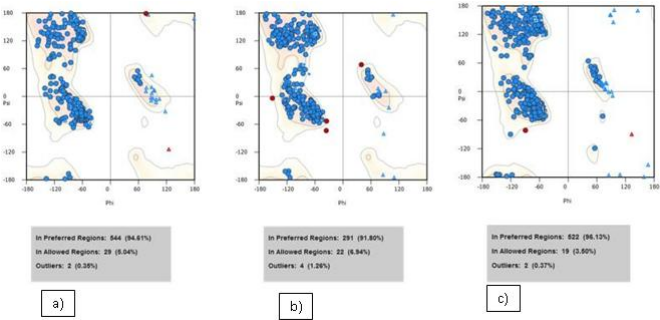 180
120
60
0
Psi
-60
-120
-180
-180 -120 -60 0 60 120 180
Phi
180
120
60
0
Psi
-60
-120
-180
-180 -120 -60 0 60 120 180
Phi
180
120
60
0
Psi
-60
-120
-180
-180 -120 -60 0 60 120 180
Phi
In Preferred Regions: 544 (94.61%)
In Allowed Regions: 29 (5.04%)
Outliers: 2 (0.35%)
In Preferred Regions: 291 (91.80%)
In Allowed Regions: 22 (6.94%)
Outliers: 4 (1.26%)
In Preferred Regions: 522 (96.13%)
In Allowed Regions: 19 (3.50%)
Outliers: 2 (0.37%)
a)
b)
c)